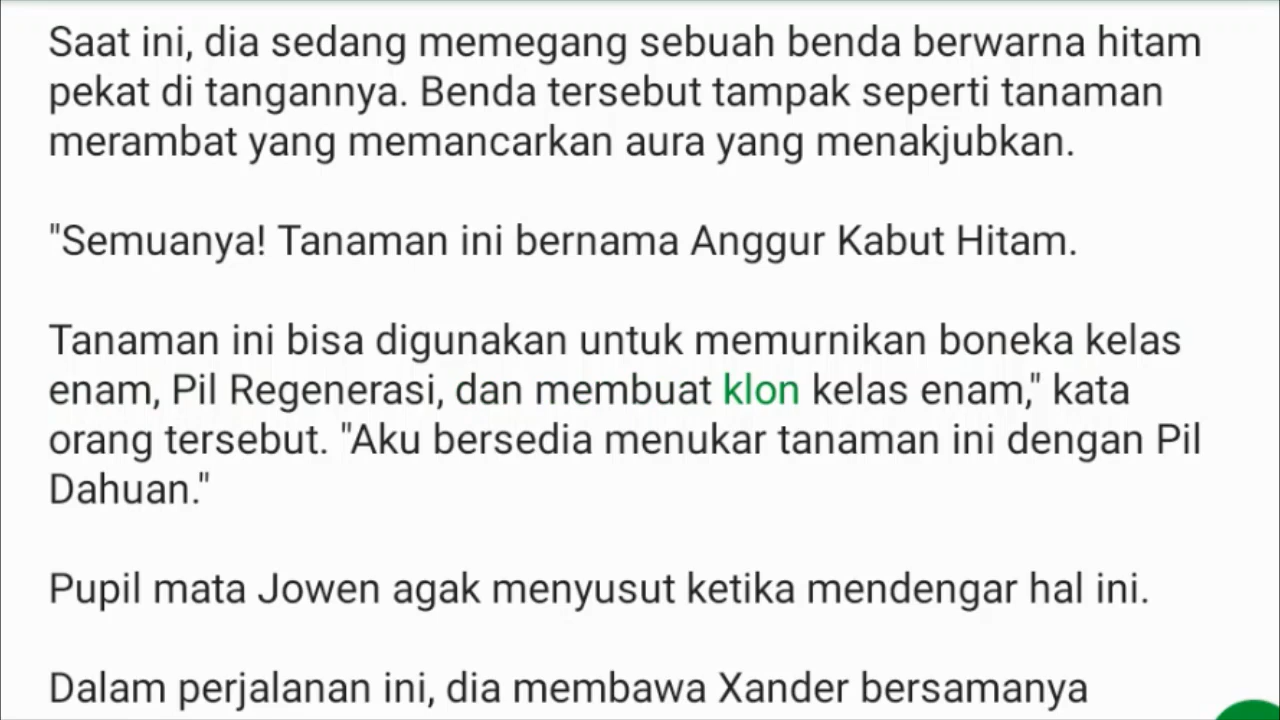 Saat ini, dia sedang memegang sebuah benda berwarna hitam
pekat di tangannya. Benda tersebut tampak seperti tanaman
merambat yang memancarkan aura yang menakjubkan.
"Semuanya! Tanaman ini bernama Anggur Kabut Hitam.
Tanaman ini bisa digunakan untuk memurnikan boneka kelas
enam, Pil Regenerasi, dan membuat klon kelas enam," kata
orang tersebut. "Aku bersedia menukar tanaman ini dengan Pil
Dahuan."
Pupil mata Jowen agak menyusut ketika mendengar hal ini.
Dalam perjalanan ini, dia membawa Xander bersamanya